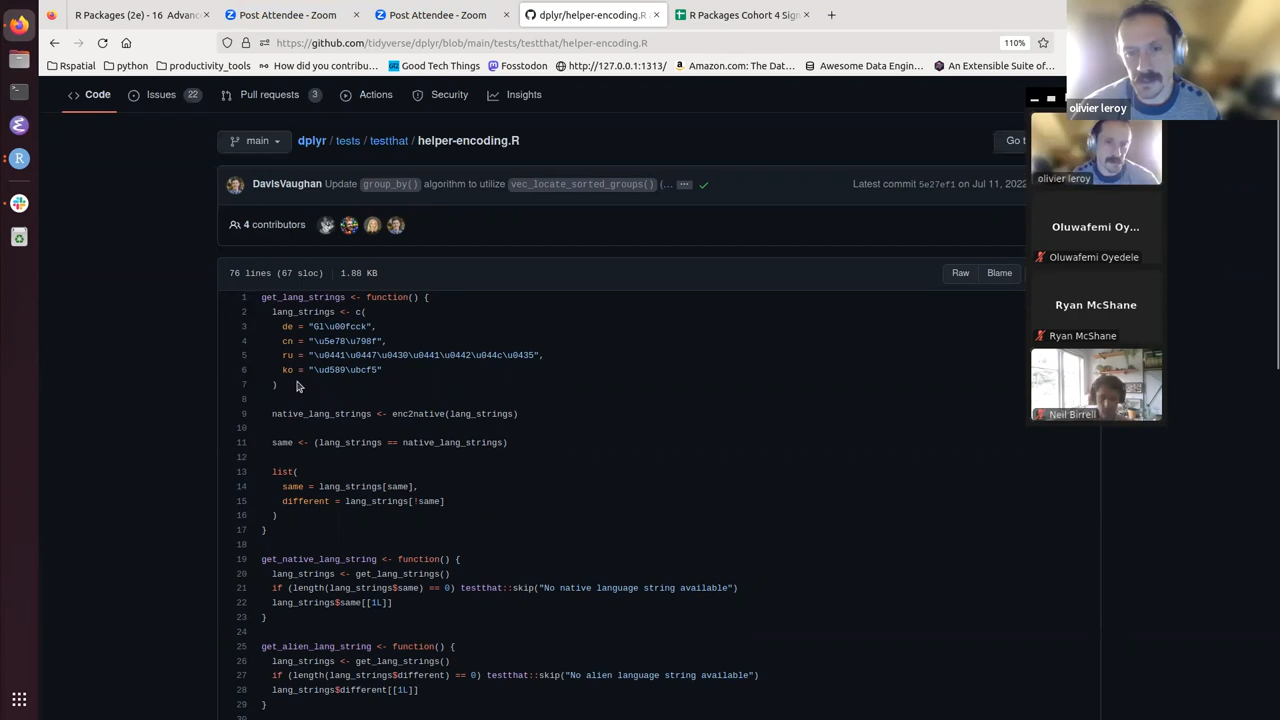 R Packages (2e) - 16 Advanc
Post Attendee - Zoom
Post Attendee - Zoom
dplyr/helper-encoding.R
R Packages Cohort 4 Sign
https://github.com/tidyverse/dplyr/blob/main/tests/testthat/helper-encoding.R
110%
Rspatial
python
productivity_tools
How did you contribu…
Good Tech Things
Fosstodon
http://127.0.0.1:1313/
Amazon.com: The Dat…
Awesome Data Engin…
An Extensible Suite of…
Code
Issues 22
Pull requests 3
Actions
Security
Insights
main
dplyr / tests / testthat / helper-encoding.R
Go t
DavisVaughan Update group_by() algorithm to utilize vec_locate_sorted_groups() (… ···
Latest commit 5e27ef1 on Jul 11, 2022
4 contributors
76 lines (67 sloc) 1.88 KB
Raw
Blame
1 get_lang_strings <- function() {
2 lang_strings <- c(
3 de = "Gl\u00fcck",
4 cn = "\u5e78\u798f",
5 ru = "\u0441\u0447\u0430\u0441\u0442\u044c\u0435",
6 ko = "\ud589\ubcf5"
7 )
8
9 native_lang_strings <- enc2native(lang_strings)
10
11 same <- (lang_strings == native_lang_strings)
12
13 list(
14 same = lang_strings[same],
15 different = lang_strings[!same]
16 )
17 }
18
19 get_native_lang_string <- function() {
20 lang_strings <- get_lang_strings()
21 if (length(lang_strings$same) == 0) testthat::skip("No native language string available")
22 lang_strings$same[[1L]]
23 }
24
25 get_alien_lang_string <- function() {
26 lang_strings <- get_lang_strings()
27 if (length(lang_strings$different) == 0) testthat::skip("No alien language string available")
28 lang_strings$different[[1L]]
29 }
olivier leroy
olivier leroy
Oluwafemi Oy...
Oluwafemi Oyedele
Ryan McShane
Ryan McShane
Neil Birrell